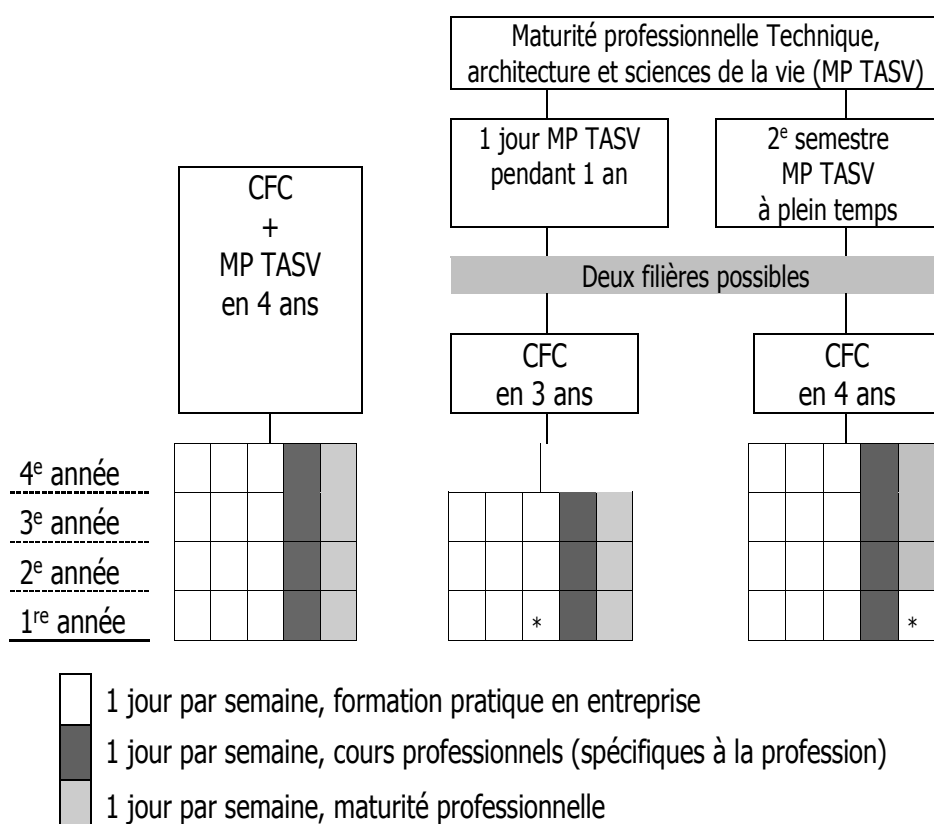 Maturité professionnelle Technique,
architecture et sciences de la vie (MP TASV)
CFC
+
MP TASV
en 4 ans
1 jour MP TASV
pendant 1 an
2e semestre
MP TASV
à plein temps
Deux filières possibles
CFC
en 3 ans
CFC
en 4 ans
4e année
3e année
2e année
1re année
*
*
1 jour par semaine, formation pratique en entreprise
1 jour par semaine, cours professionnels (spécifiques à la profession)
1 jour par semaine, maturité professionnelle